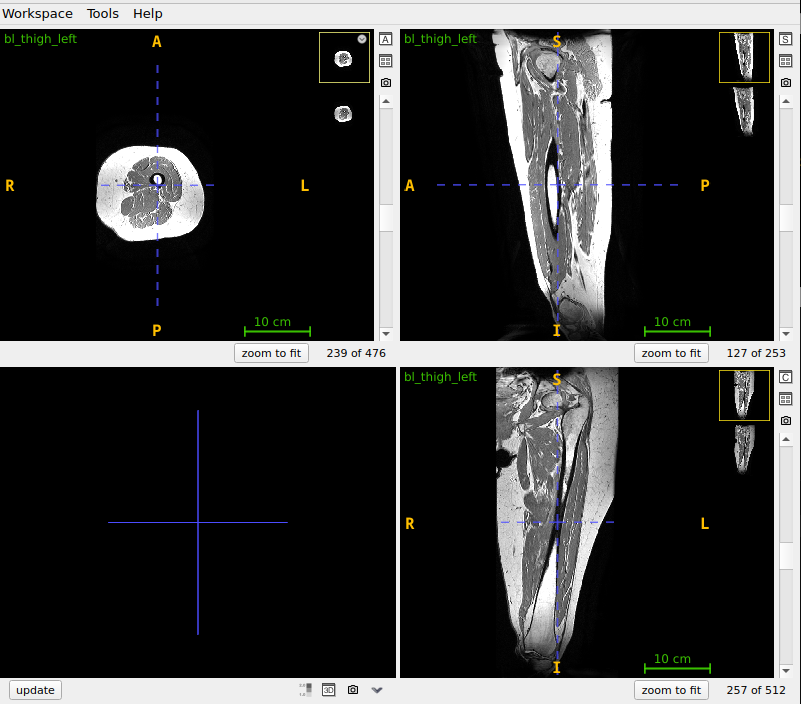 Workspace Tools Help
bl_thigh_left
A
A
R
L
P
10 cm
zoom to fit
239 of 476
bl_thigh_left
S
S
A
P
I
10 cm
zoom to fit
127 of 253
update
3D
bl_thigh_left
S
C
R
L
I
10 cm
zoom to fit
257 of 512